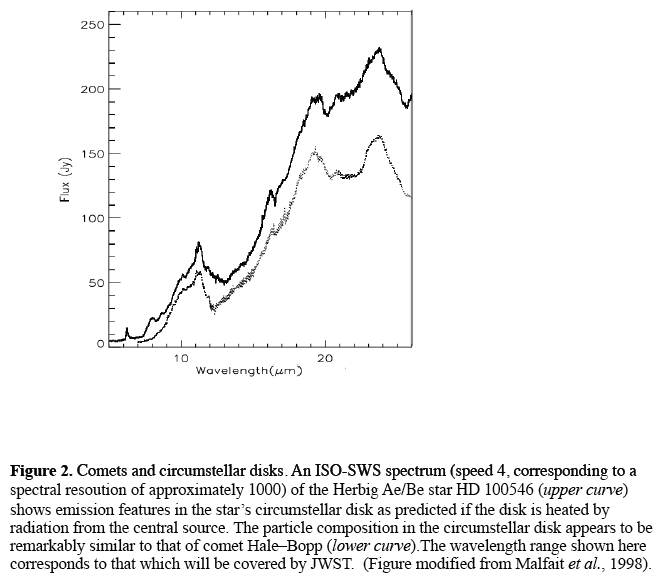 250
200
150
100
50
0
Flux (Jy)
10
20
Wavelength(μm)
Figure 2. Comets and circumstellar disks. An ISO-SWS spectrum (speed 4, corresponding to a
spectral resoution of approximately 1000) of the Herbig Ae/Be star HD 100546 (upper curve)
shows emission features in the star's circumstellar disk as predicted if the disk is heated by
radiation from the central source. The particle composition in the circumstellar disk appears to be
remarkably similar to that of comet Hale–Bopp (lower curve).The wavelength range shown here
corresponds to that which will be covered by JWST. (Figure modified from Malfait et al., 1998).